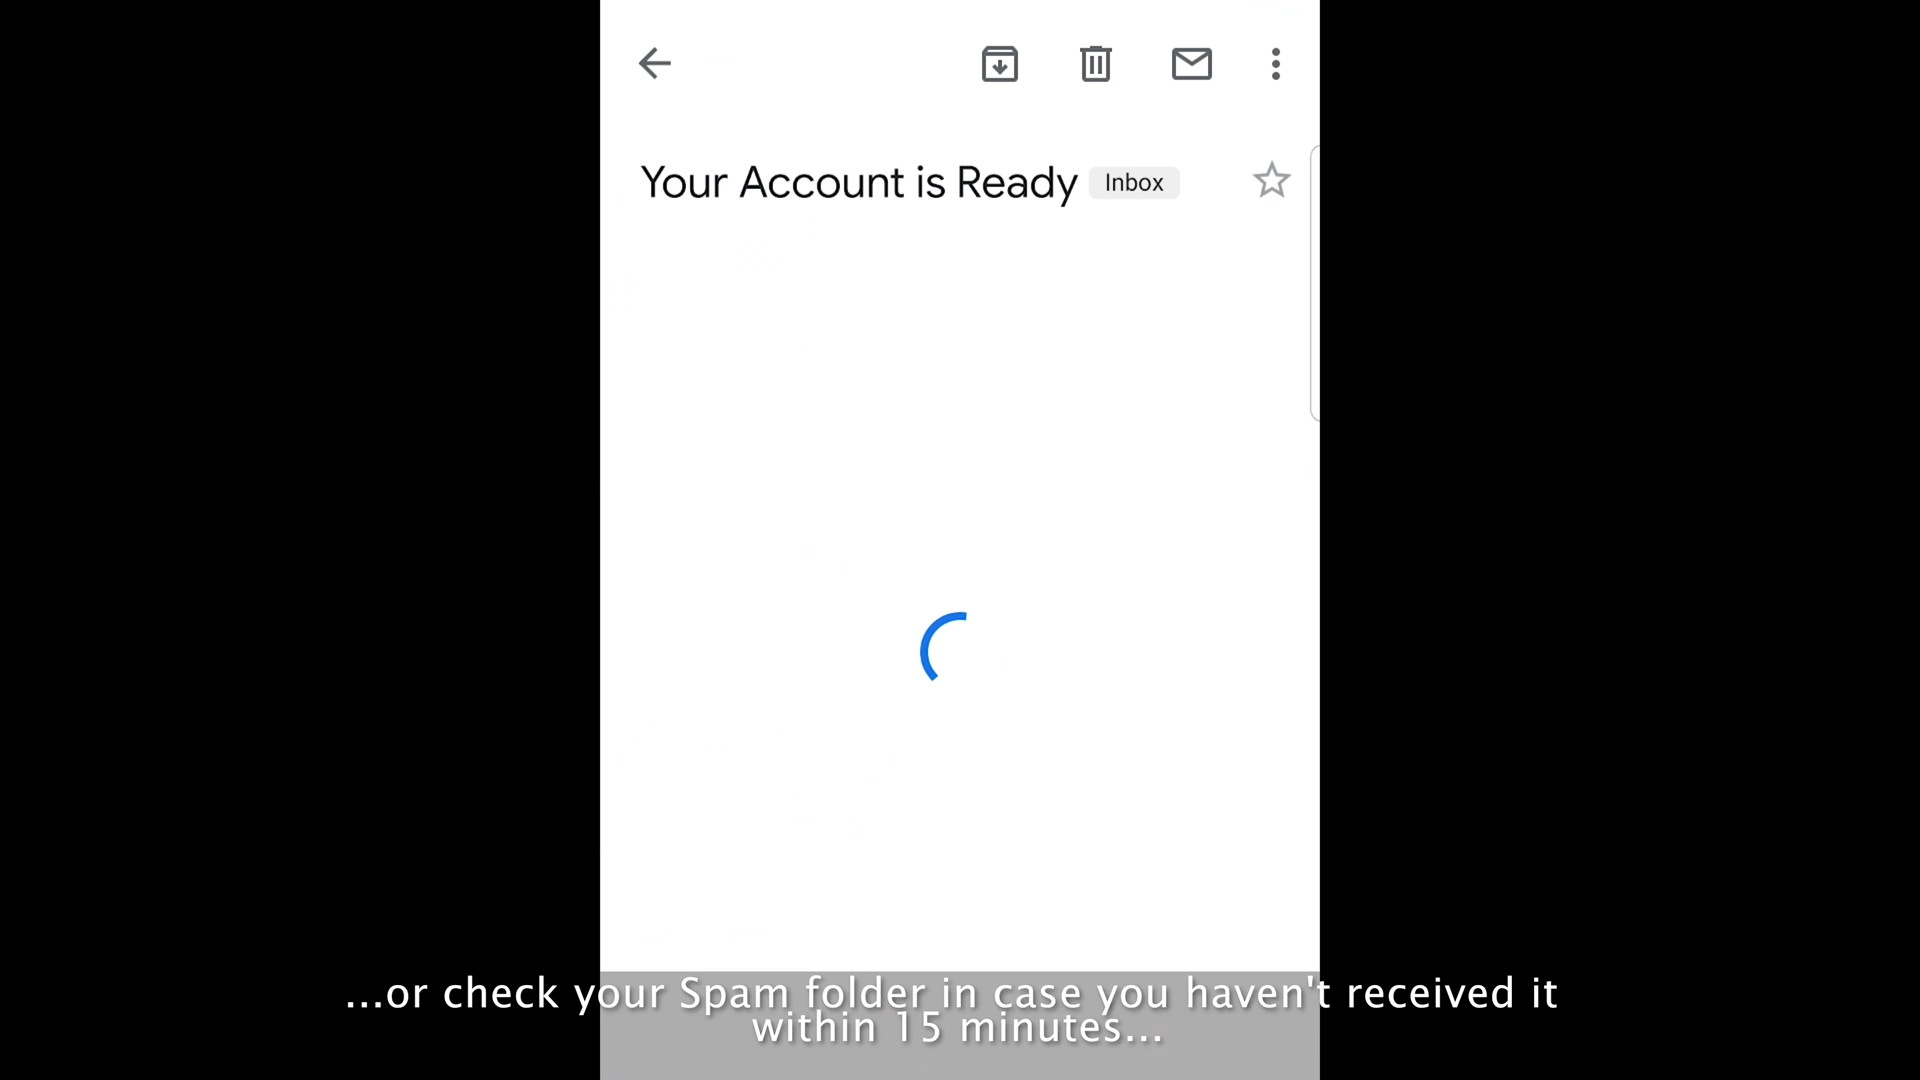 Your Account is Ready Inbox
...or check your Spam folder in case you haven't received it
within 15 minutes...